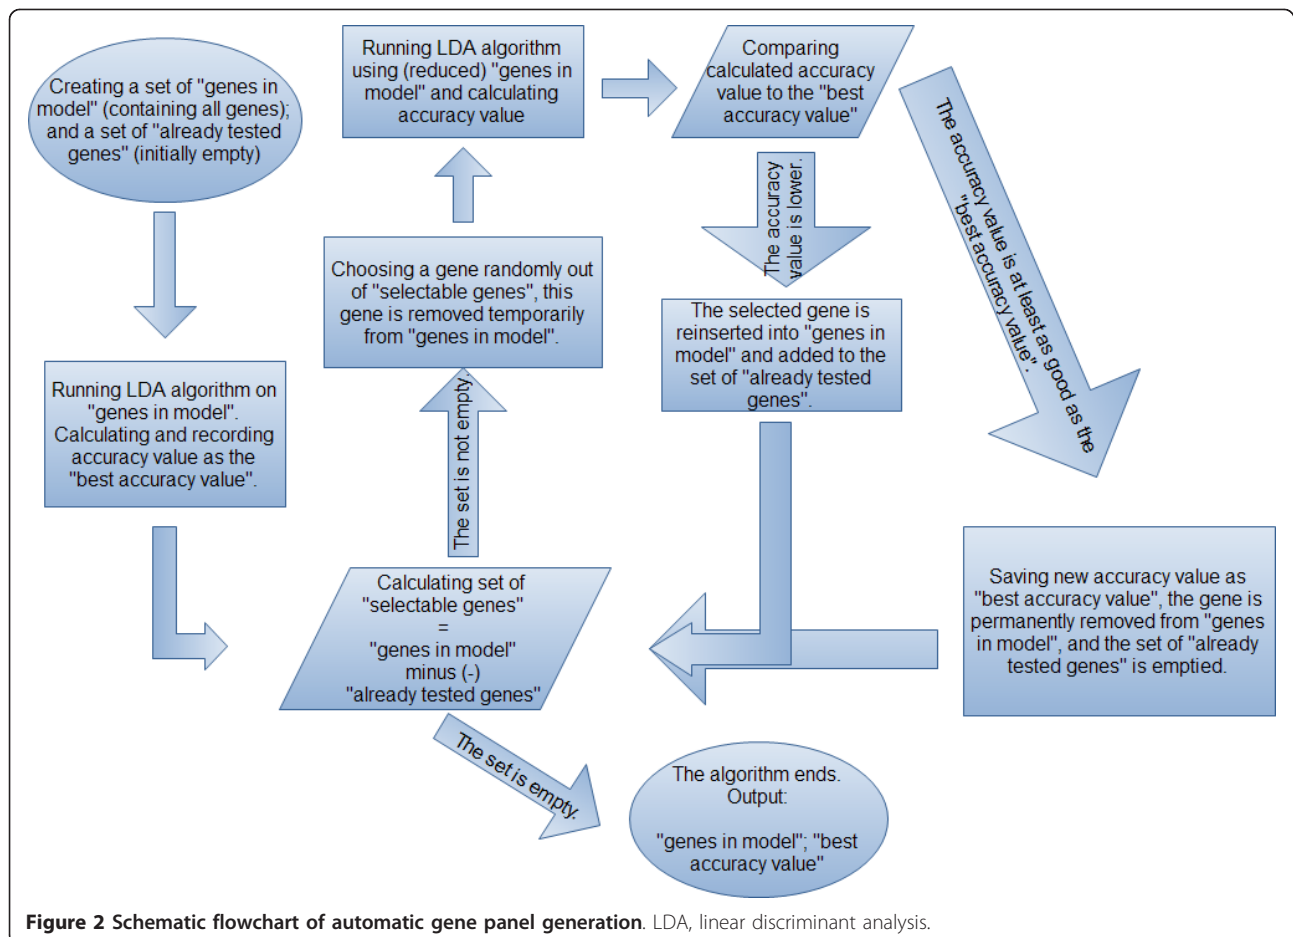 Creating a set of "genes in
model" (containing all genes);
and a set of "already tested
genes" (initially empty)
Running LDA algorithm on
"genes in model".
Calculating and recording
accuracy value as the
"best accuracy value".
Calculating set of
"selectable genes"
=
"genes in model"
minus (-)
"already tested genes"
The set is not empty.
Choosing a gene randomly out
of "selectable genes", this
gene is removed temporarily
from "genes in model".
Running LDA algorithm
using (reduced) "genes in
model" and calculating
accuracy value
Comparing
calculated accuracy
value to the "best
accuracy value"
The accuracy
value is lower.
The selected gene is
reinserted into "genes in
model" and added to the
set of "already tested
genes".
The accuracy value is at least as good as the
"best accuracy value".
Saving new accuracy value as
"best accuracy value", the gene is
permanently removed from "genes
in model", and the set of "already
tested genes" is emptied.
The set is empty.
The algorithm ends.
Output:
"genes in model"; "best
accuracy value"
Figure 2 Schematic flowchart of automatic gene panel generation. LDA, linear discriminant analysis.